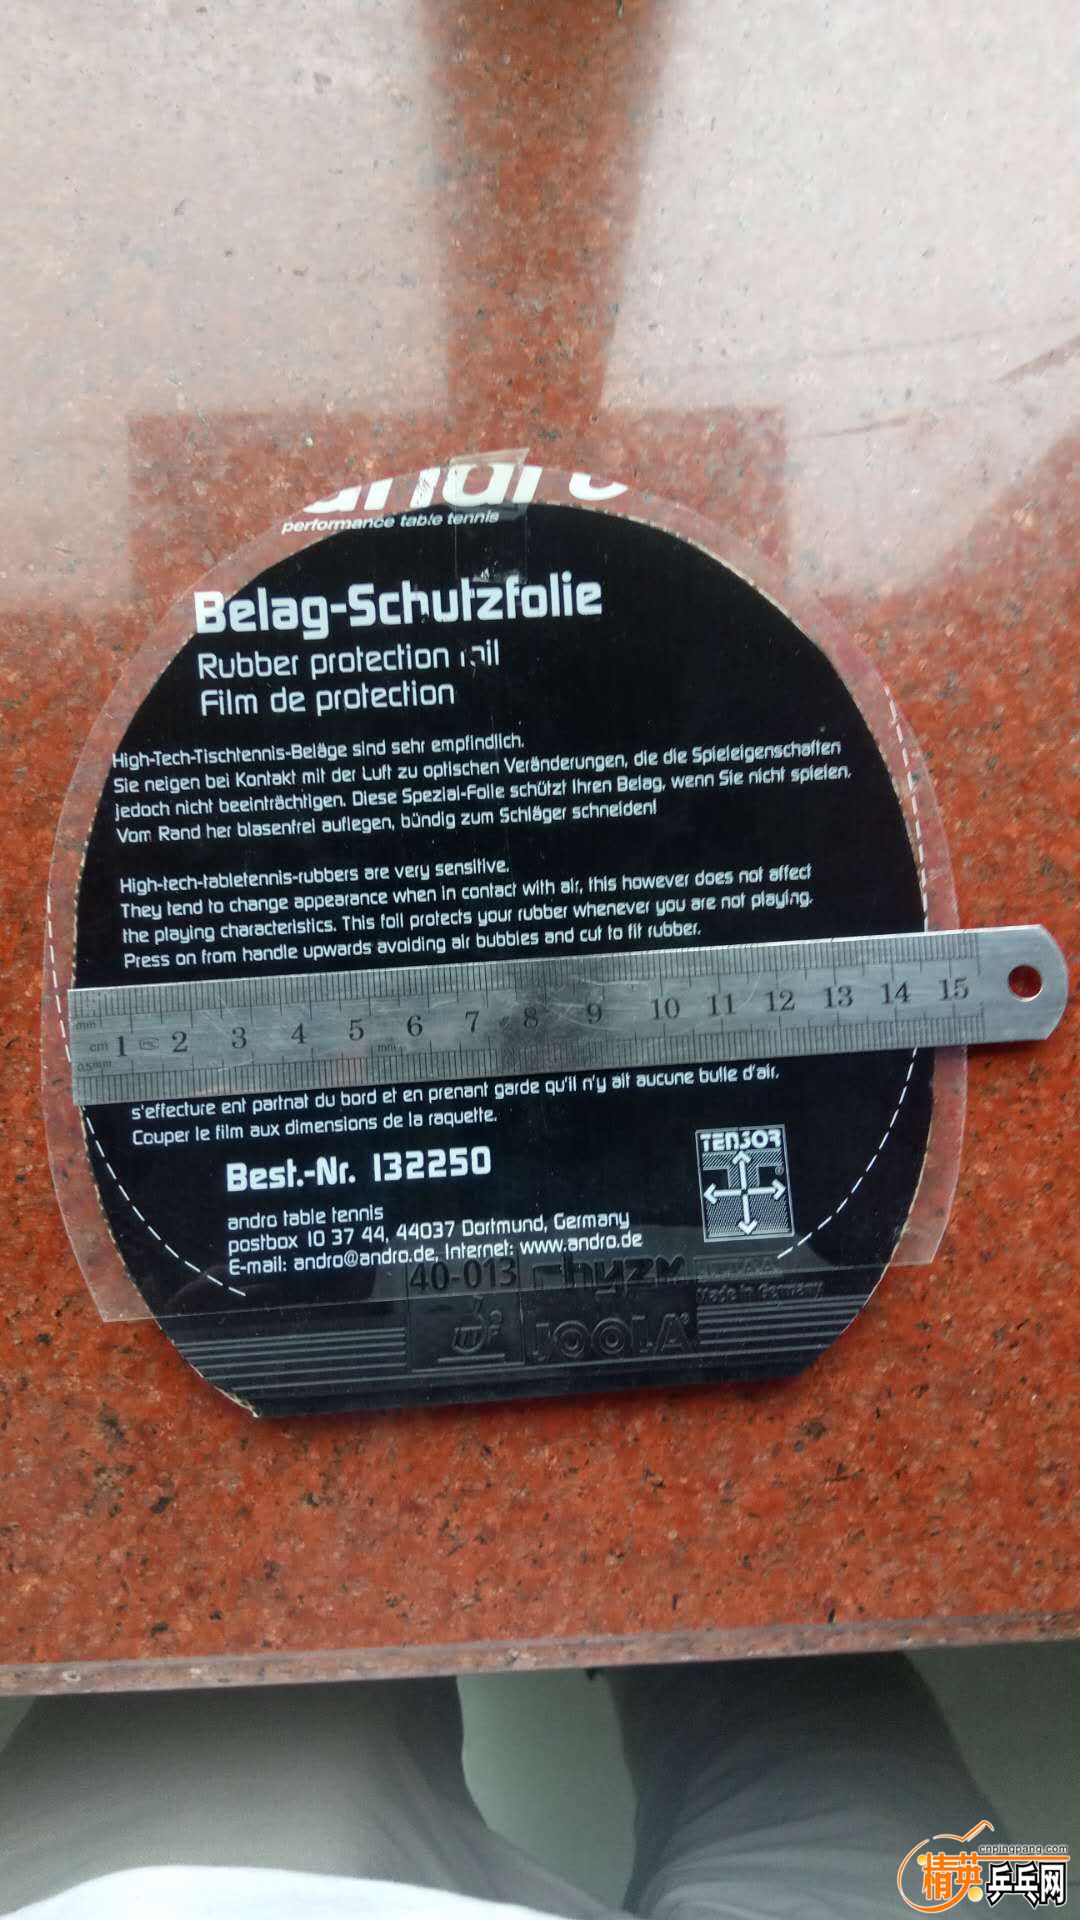 andro
performance table tennis
Belag-Schutzfolie
Rubber protection
Film de protection
High-Tech-Tischtennis-Beläge sind sehr empfindlich.
Sie neigen bei Kontakt mit der Luft zu optischen Veränderungen, die die Spieleigenschaften
jedoch nicht beeinträchtigen. Diese Spezial-Folie schützt Ihren Belag, wenn Sie nicht spielen.
Vom Rand her blasenfrei auflegen, bündig zum Schläger schneiden!
High-tech-tabletennis-rubbers are very sensitive.
They tend to change appearance when in contact with air, this however does not affect
the playing characteristics. This foil protects your rubber whenever you are not playing.
Press on from handle upwards avoiding air bubbles and cut to fit rubber.
mm
cm 1 2 3 4 5 6 7 8 9 10 11 12 13 14 15
0.5mm mm
s'effecture ent partnat du bord et en prenant garde qu'il n'y ait aucune bulle d'air.
Couper le film aux dimensions de la raquette.
Best.-Nr. 132250
TENSOR
®
andro table tennis
postbox 10 37 44, 44037 Dortmund, Germany
E-mail: andro@andro.de, Internet: www.andro.de
40-013 rhyzm
Made in Germany
JOOLA®
cnpingpang.com
精英乒乓网